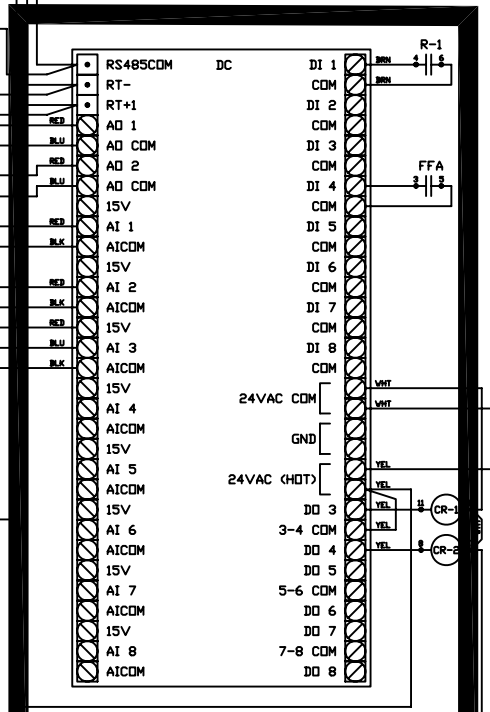 R-1
RS485COM DC DI 1 BRN 4 6
RT- COM BRN
RT+1 DI 2
RED AO 1 COM
BLU AO COM DI 3
RED AO 2 COM FFA
BLU AO COM DI 4 3 5
15V COM
RED AI 1 DI 5
BLK AICOM COM
15V DI 6
RED AI 2 COM
BLK AICOM DI 7
RED 15V COM
BLU AI 3 DI 8
BLK AICOM COM
15V WHT
24VAC COM
AI 4 WHT
AICOM
GND
15V
AI 5 YEL
24VAC (HOT)
AICOM YEL
15V DO 3 YEL 11 CR-1
AI 6 3-4 COM YEL
AICOM DO 4 YEL 8 CR-2
15V DO 5
AI 7 5-6 COM
AICOM DO 6
15V DO 7
AI 8 7-8 COM
AICOM DO 8